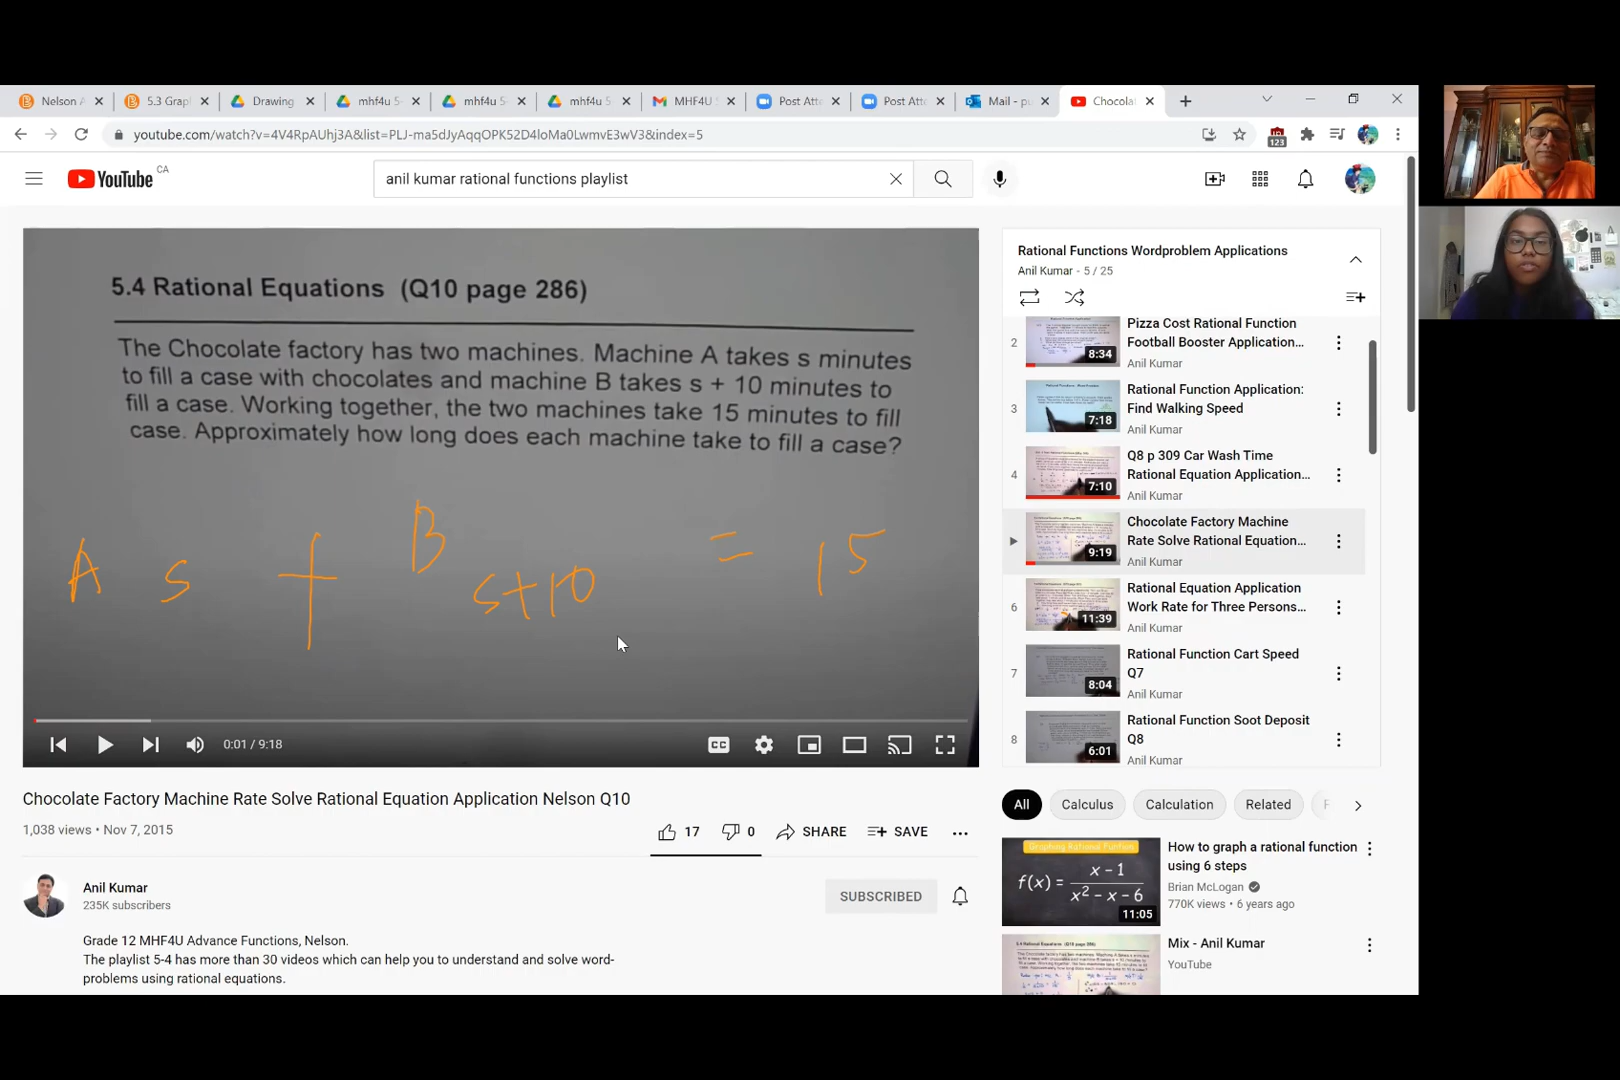 Nelson A
5.3 Grap
Drawing
mhf4u 5-
mhf4u 5-
mhf4u 5-
MHF4U
Post Atte
Post Atte
Mail - pu
Chocola
youtube.com/watch?v=4V4RpAUhj3A&list=PLJ-ma5dJyAqqOPK52D4loMa0LwmvE3wV3&index=5
123
YouTube CA
anil kumar rational functions playlist
5.4 Rational Equations (Q10 page 286)
The Chocolate factory has two machines. Machine A takes s minutes
to fill a case with chocolates and machine B takes s + 10 minutes to
fill a case. Working together, the two machines take 15 minutes to fill
case. Approximately how long does each machine take to fill a case?
A s + B s+10 = 15
0:01 / 9:18
CC
Chocolate Factory Machine Rate Solve Rational Equation Application Nelson Q10
1,038 views • Nov 7, 2015
17
0
SHARE
SAVE
Anil Kumar
235K subscribers
SUBSCRIBED
Grade 12 MHF4U Advance Functions, Nelson.
The playlist 5-4 has more than 30 videos which can help you to understand and solve word-
problems using rational equations.
Rational Functions Wordproblem Applications
Anil Kumar - 5 / 25
2
8:34
Pizza Cost Rational Function
Football Booster Application...
Anil Kumar
3
7:18
Rational Function Application:
Find Walking Speed
Anil Kumar
4
7:10
Q8 p 309 Car Wash Time
Rational Equation Application...
Anil Kumar
9:19
Chocolate Factory Machine
Rate Solve Rational Equation...
Anil Kumar
6
11:39
Rational Equation Application
Work Rate for Three Persons...
Anil Kumar
7
8:04
Rational Function Cart Speed
Q7
Anil Kumar
8
6:01
Rational Function Soot Deposit
Q8
Anil Kumar
All
Calculus
Calculation
Related
Graphing Rational Funtion
f(x) = x - 1 / x² - x - 6
11:05
How to graph a rational function
using 6 steps
Brian McLogan
770K views • 6 years ago
Mix - Anil Kumar
YouTube